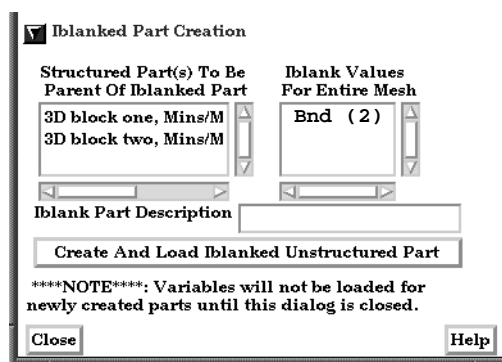 Iblanked Part Creation
Structured Part(s) To Be
Parent Of Iblanked Part
Iblank Values
For Entire Mesh
3D block one, Mins/M
3D block two, Mins/M
Bnd (2)
Iblank Part Description
Create And Load Iblanked Unstructured Part
****NOTE****: Variables will not be loaded for
newly created parts until this dialog is closed.
Close
Help